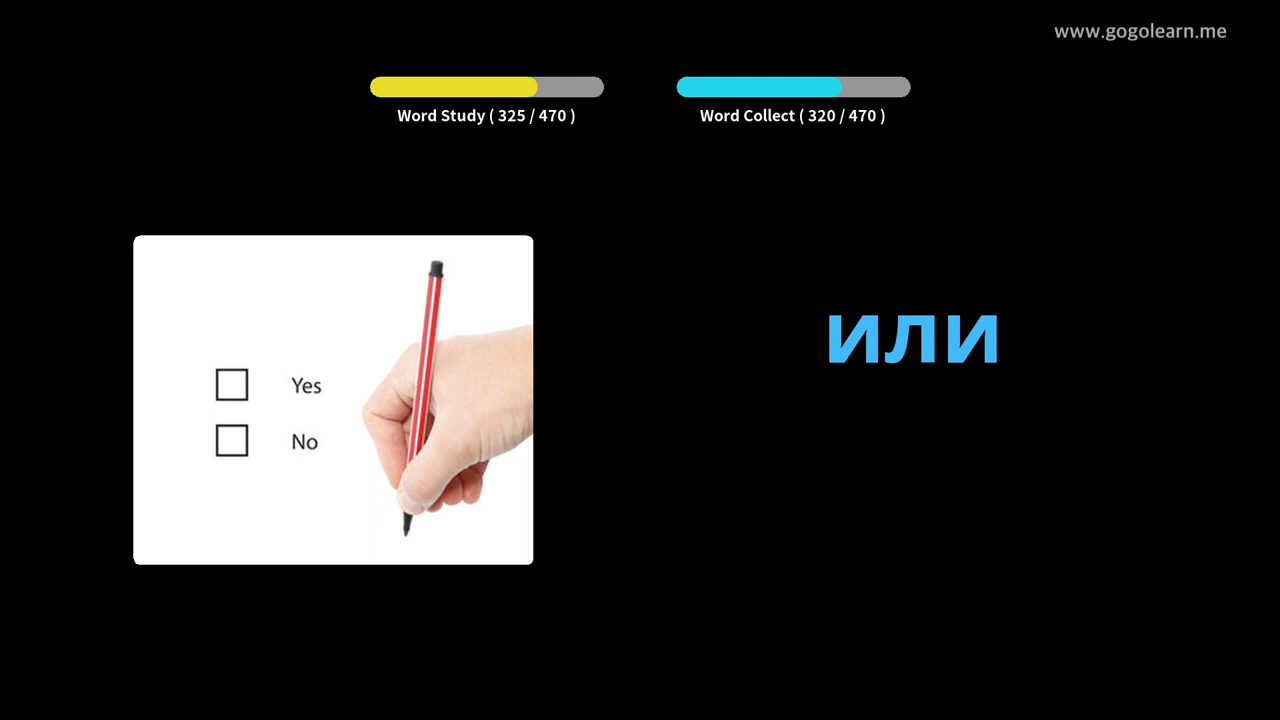 www.gogolearn.me
Word Study ( 325 / 470 )
Word Collect ( 320 / 470 )
или
Yes
No